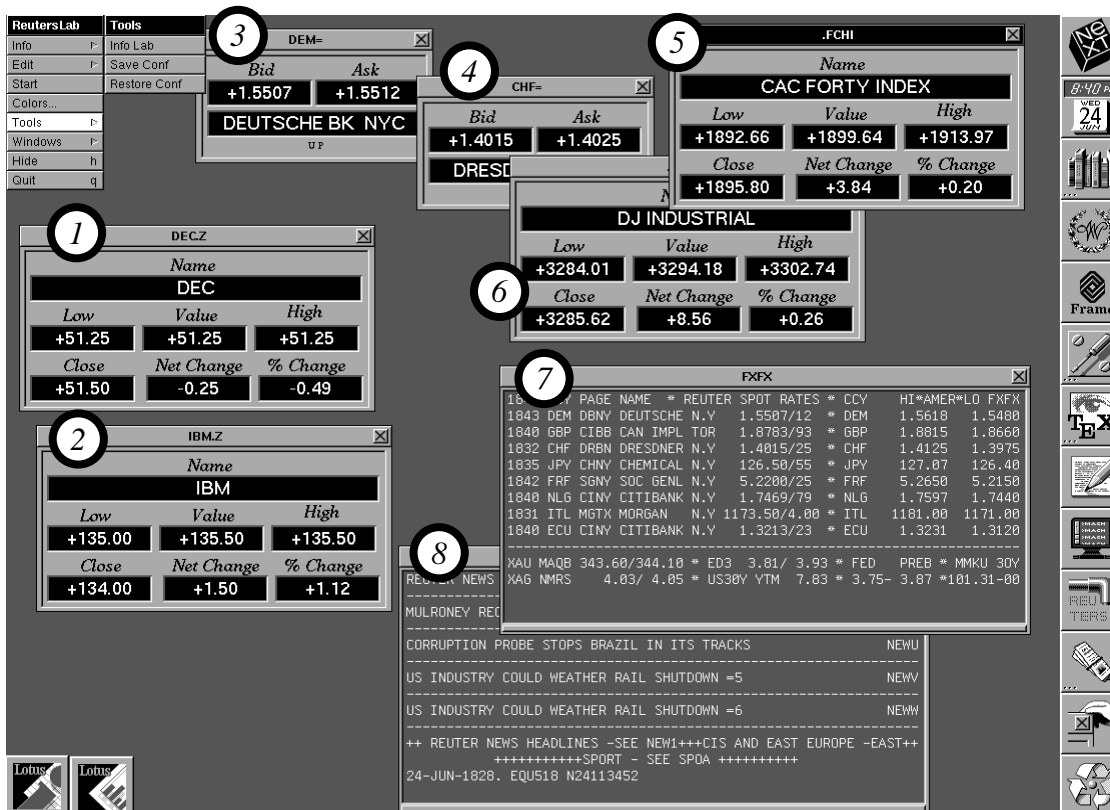 ReutersLab
Info
Edit
Start
Colors...
Tools
Windows
Hide h
Quit q
Tools
Info Lab
Save Conf
Restore Conf
3
DEM=
Bid Ask
+1.5507 +1.5512
DEUTSCHE BK NYC
UP
4
CHF=
Bid Ask
+1.4015 +1.4025
5
.FCHI
Name
CAC FORTY INDEX
Low Value High
+1892.66 +1899.64 +1913.97
Close Net Change % Change
+1895.80 +3.84 +0.20
6
DJ INDUSTRIAL
Low Value High
+3284.01 +3294.18 +3302.74
Close Net Change % Change
+3285.62 +8.56 +0.26
1
DEC.Z
Name
DEC
Low Value High
+51.25 +51.25 +51.25
Close Net Change % Change
+51.50 -0.25 -0.49
2
IBM.Z
Name
IBM
Low Value High
+135.00 +135.50 +135.50
Close Net Change % Change
+134.00 +1.50 +1.12
7
FXFX
PAGE NAME * REUTER SPOT RATES * CCY HI*AMER*LO FXFX
1843 DEM DBNY DEUTSCHE N.Y 1.5507/12 * DEM 1.5618 1.5480
1840 GBP CIBB CAN IMPL TOR 1.8783/93 * GBP 1.8815 1.8660
1832 CHF DRBN DRESDNER N.Y 1.4015/25 * CHF 1.4125 1.3975
1835 JPY CHNY CHEMICAL N.Y 126.50/55 * JPY 127.07 126.40
1842 FRF SGNY SOC GENL N.Y 5.2200/25 * FRF 5.2650 5.2150
1840 NLG CINY CITIBANK N.Y 1.7469/79 * NLG 1.7597 1.7440
1831 ITL MGTX MORGAN N.Y 1173.50/4.00 * ITL 1181.00 1171.00
1840 ECU CINY CITIBANK N.Y 1.3213/23 * ECU 1.3231 1.3120
XAU MAQB 343.60/344.10 * ED3 3.81/ 3.93 * FED PREB * MMKU 30Y
XAG NMRS 4.03/ 4.05 * US30Y YTM 7.83 * 3.75- 3.87 *101.31-00
8
REUTER NEWS
MULRONEY
CORRUPTION PROBE STOPS BRAZIL IN ITS TRACKS NEWU
US INDUSTRY COULD WEATHER RAIL SHUTDOWN =5 NEWV
US INDUSTRY COULD WEATHER RAIL SHUTDOWN =6 NEWW
++ REUTER NEWS HEADLINES -SEE NEW1+++CIS AND EAST EUROPE -EAST++
+++++++++++SPORT - SEE SPOA ++++++++++
24-JUN-1828. EQU518 N24113452
NeXT
8:40
WED
24
JUN
W
Frame
TEX
REU
TERS
Lotus
Lotus